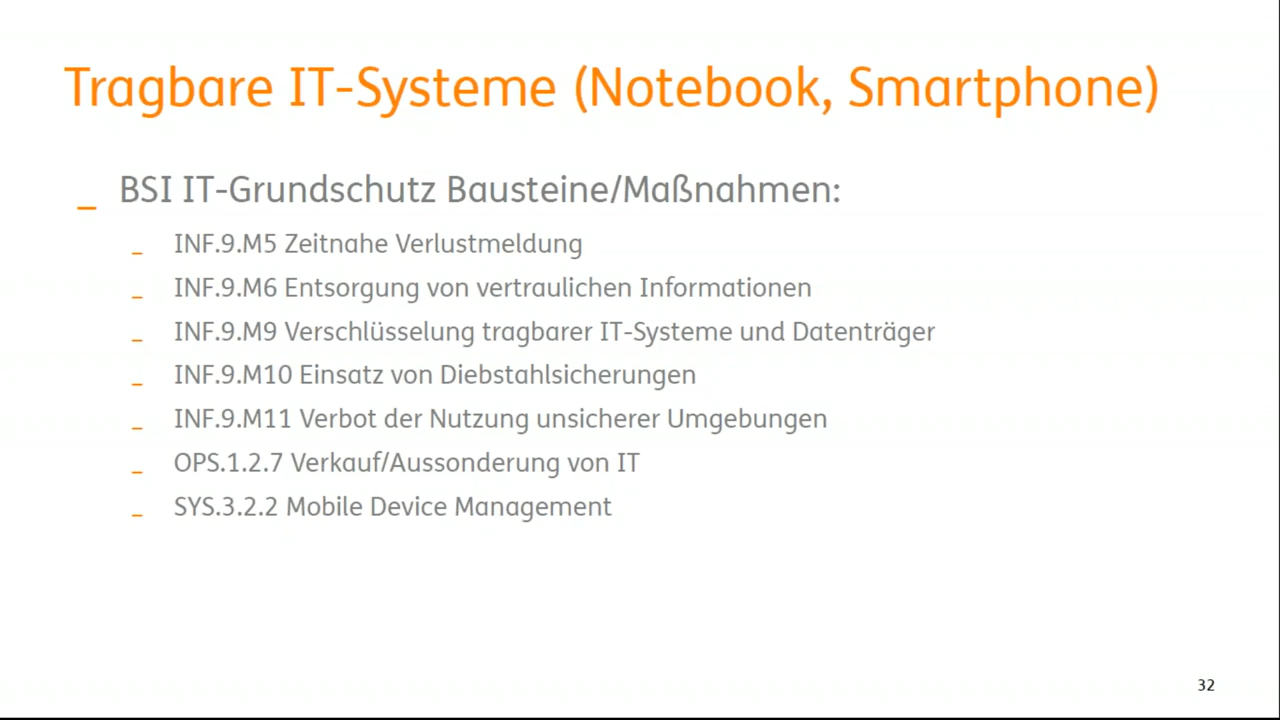 Tragbare IT-Systeme (Notebook, Smartphone)
_ BSI IT-Grundschutz Bausteine/Maßnahmen:
_ INF.9.M5 Zeitnahe Verlustmeldung
_ INF.9.M6 Entsorgung von vertraulichen Informationen
_ INF.9.M9 Verschlüsselung tragbarer IT-Systeme und Datenträger
_ INF.9.M10 Einsatz von Diebstahlsicherungen
_ INF.9.M11 Verbot der Nutzung unsicherer Umgebungen
_ OPS.1.2.7 Verkauf/Aussonderung von IT
_ SYS.3.2.2 Mobile Device Management
32